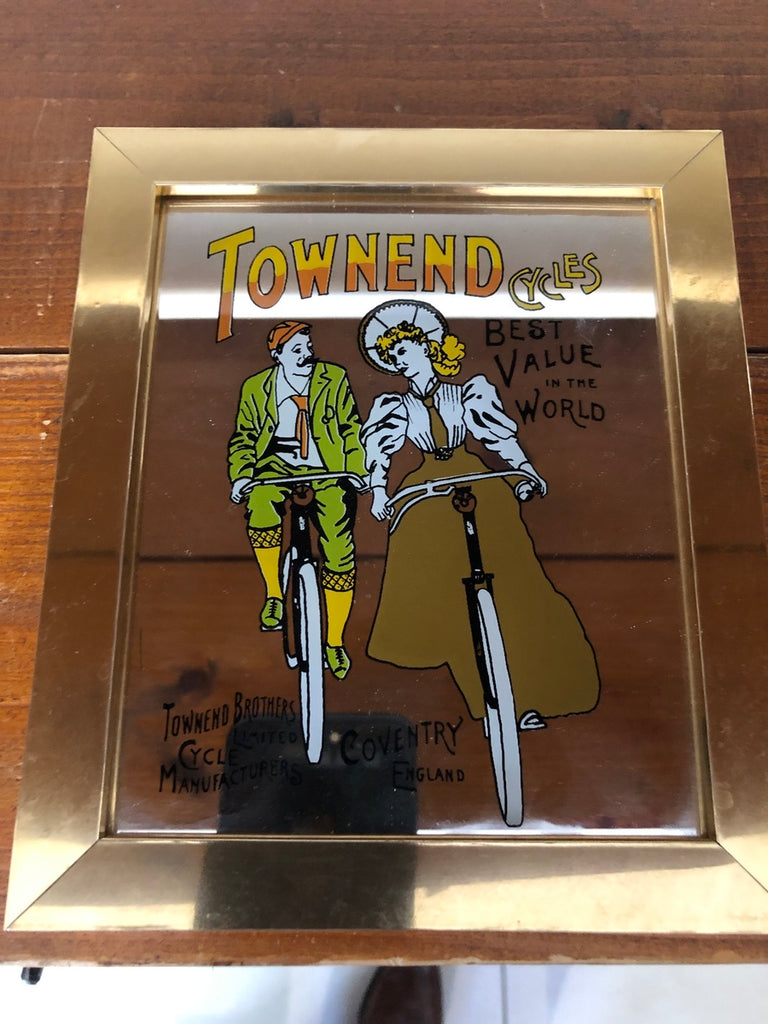 TOWNEND CYCLES
BEST
VALUE
IN THE
WORLD
TOWNEND BROTHERS
LIMITED
CYCLE
MANUFACTURERS
COVENTRY
ENGLAND